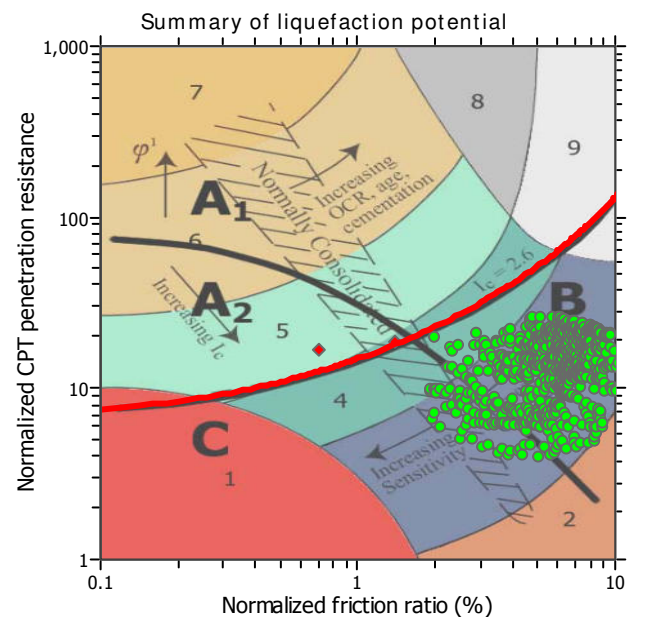 Summary of liquefaction potential
1,000
100
10
1
Normalized CPT penetration resistance
7
8
9
φ¹
A1
6
Normally Consolidated
Increasing
OCR, age,
cementation
A2
Increasing Ic
5
Ic = 2.6
B
4
C
1
Increasing
Sensitivity
2
0.1
1
10
Normalized friction ratio (%)